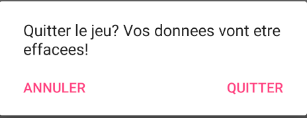 Quitter le jeu? Vos donnees vont etre
effacees!
ANNULER QUITTER